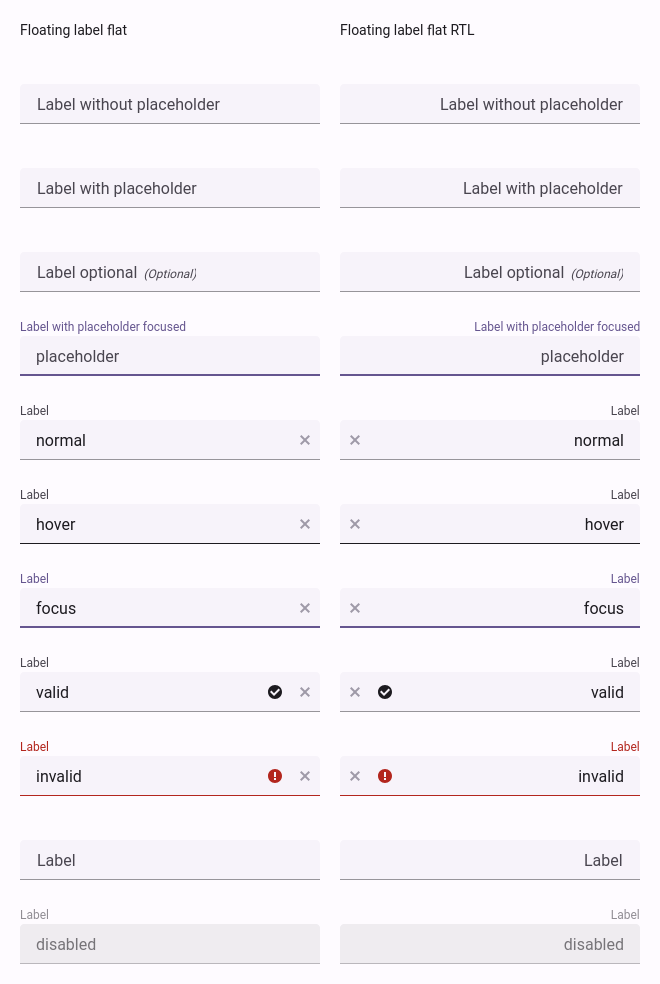 Floating label flat
Floating label flat RTL
Label without placeholder
Label without placeholder
Label with placeholder
Label with placeholder
Label optional (Optional)
Label optional (Optional)
Label with placeholder focused
Label with placeholder focused
placeholder
placeholder
Label
Label
normal
normal
Label
Label
hover
hover
Label
Label
focus
focus
Label
Label
valid
valid
Label
Label
invalid
invalid
Label
Label
Label
Label
disabled
disabled